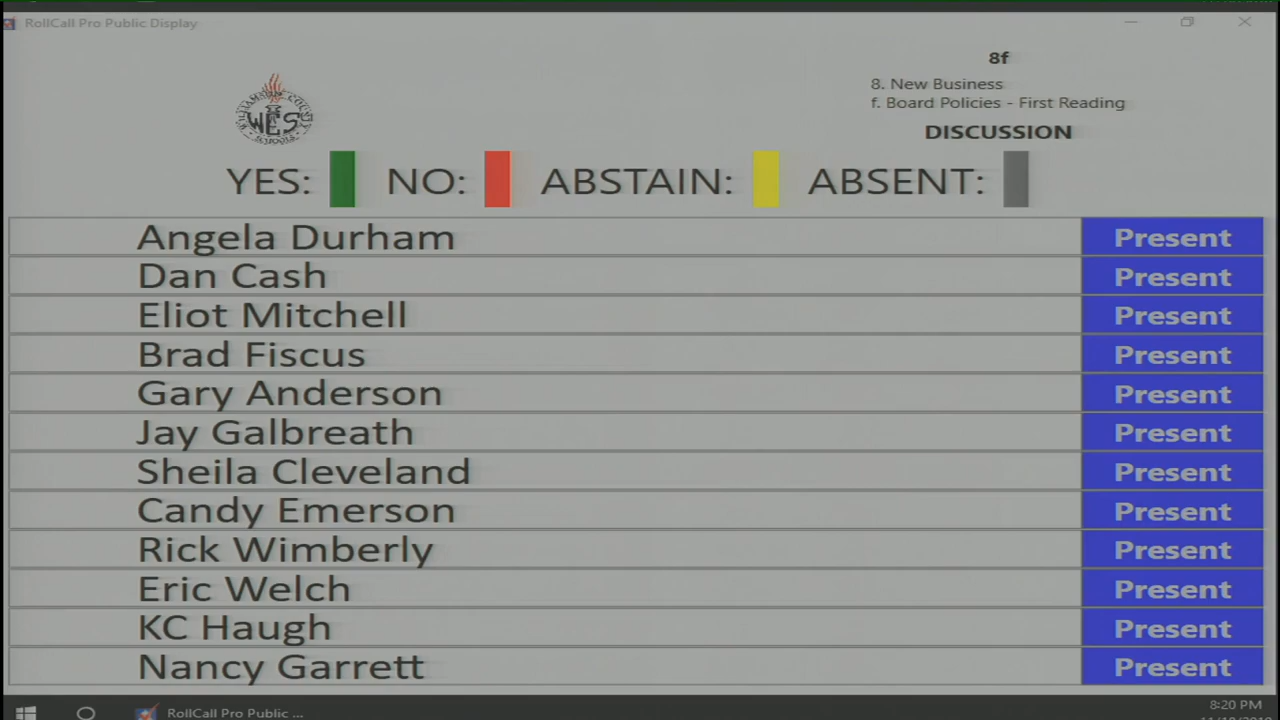 RollCall Pro Public Display
8f
8. New Business
f. Board Policies - First Reading
DISCUSSION
WCS
YES: NO: ABSTAIN: ABSENT:
Angela Durham Present
Dan Cash Present
Eliot Mitchell Present
Brad Fiscus Present
Gary Anderson Present
Jay Galbreath Present
Sheila Cleveland Present
Candy Emerson Present
Rick Wimberly Present
Eric Welch Present
KC Haugh Present
Nancy Garrett Present
RollCall Pro Public ...
8:20 PM